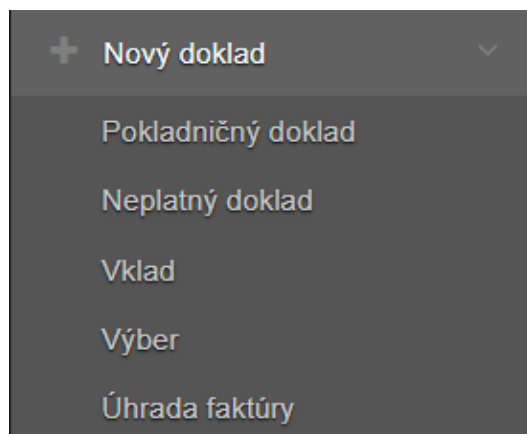 Nový doklad
Pokladničný doklad
Neplatný doklad
Vklad
Výber
Úhrada faktúry